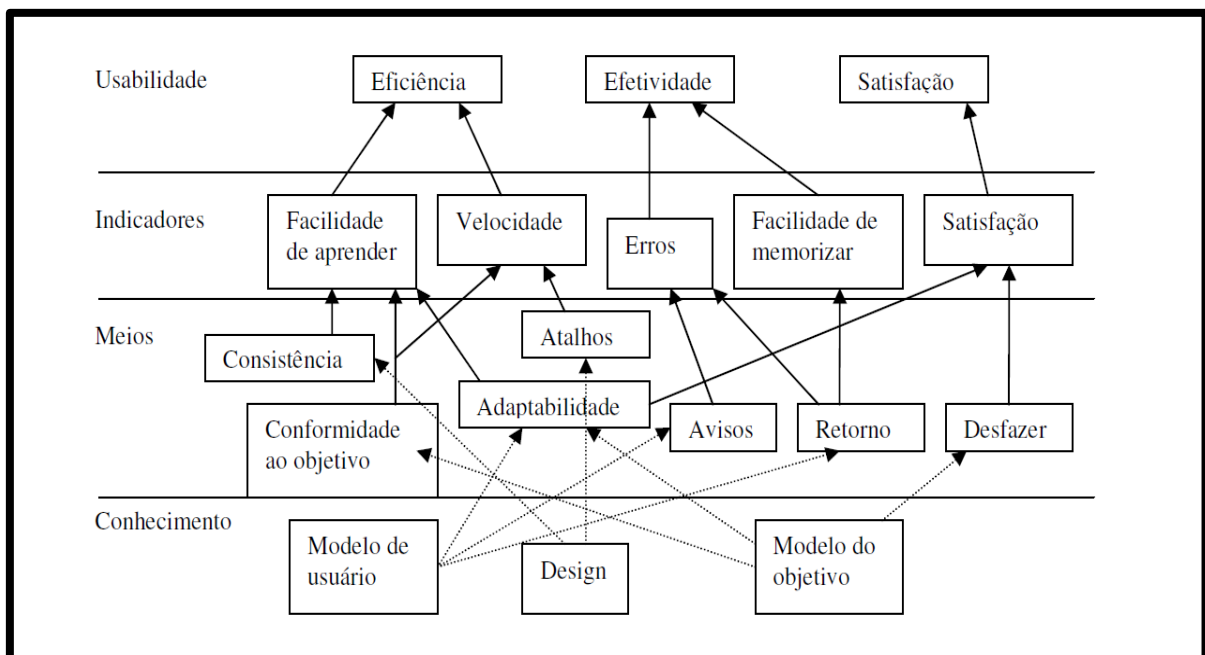 Usabilidade
Eficiência
Efetividade
Satisfação
Indicadores
Facilidade
de aprender
Velocidade
Erros
Facilidade de
memorizar
Satisfação
Meios
Consistência
Atalhos
Conformidade
ao objetivo
Adaptabilidade
Avisos
Retorno
Desfazer
Conhecimento
Modelo de
usuário
Design
Modelo do
objetivo